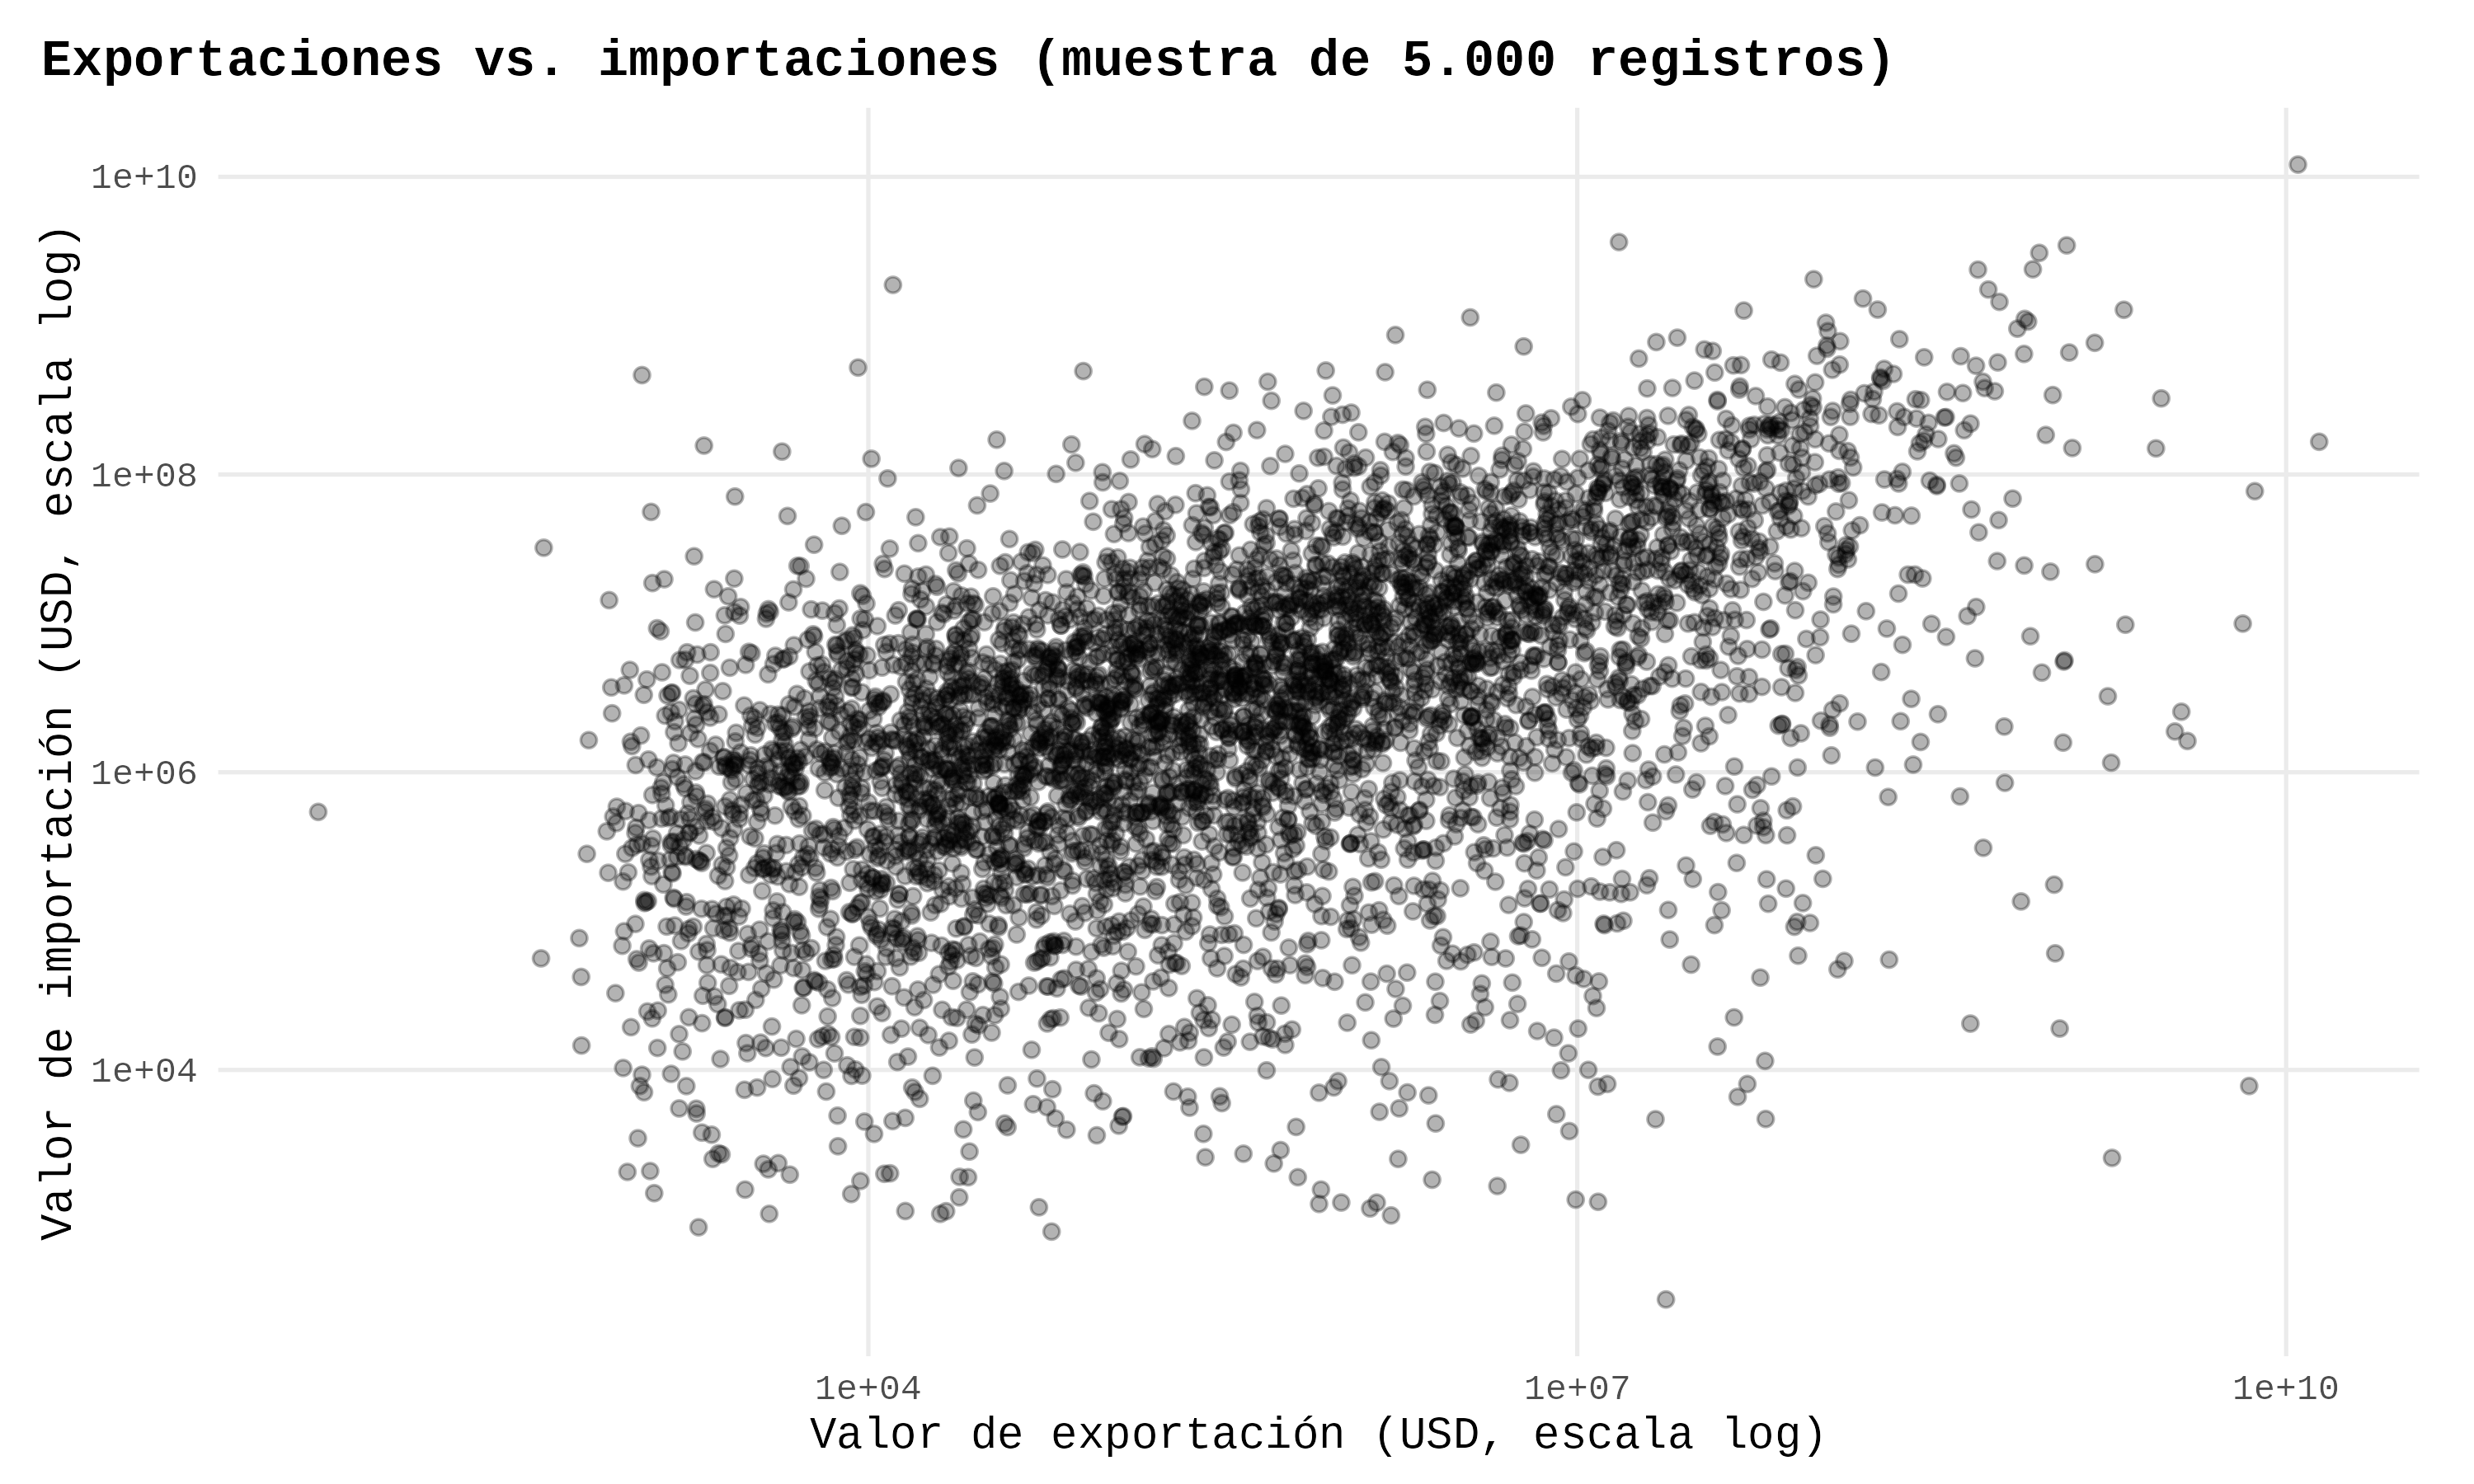 Exportaciones vs. importaciones (muestra de 5.000 registros)
Valor de importación (USD, escala log)
1e+10
1e+08
1e+06
1e+04
1e+04
1e+07
1e+10
Valor de exportación (USD, escala log)